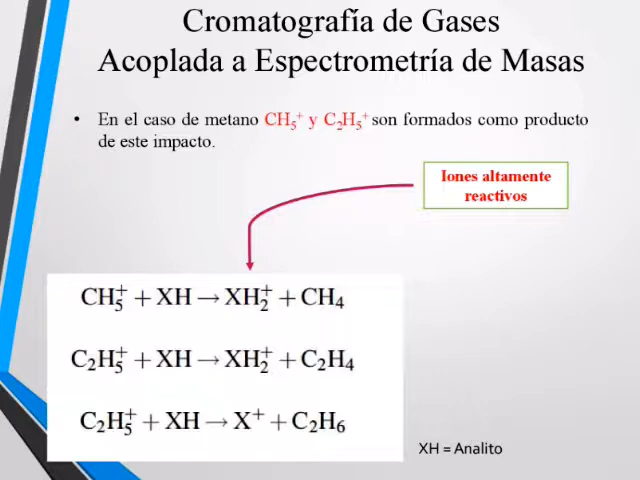 Cromatografía de Gases
Acoplada a Espectrometría de Masas
• En el caso de metano CH₅⁺ y C₂H₅⁺ son formados como producto
de este impacto.
Iones altamente
reactivos
CH₅⁺ + XH → XH₂⁺ + CH₄
C₂H₅⁺ + XH → XH₂⁺ + C₂H₄
C₂H₅⁺ + XH → X⁺ + C₂H₆
XH = Analito